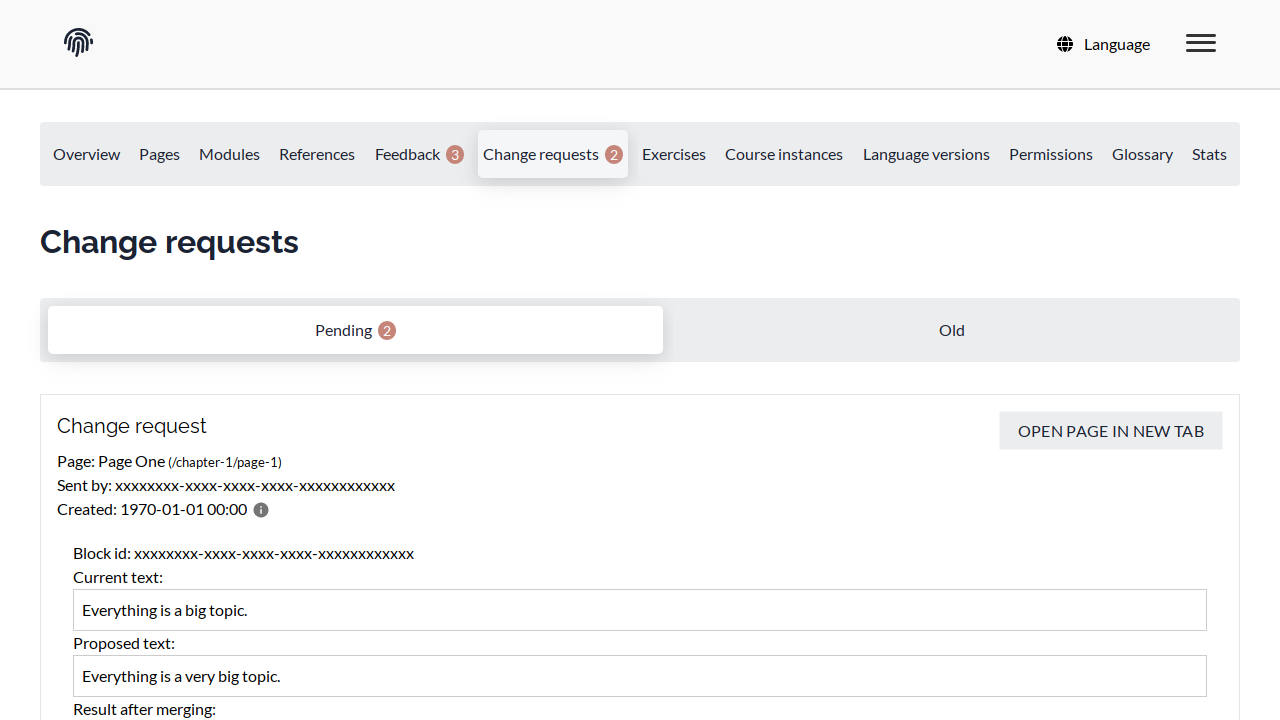 Language
Overview Pages Modules References Feedback 3 Change requests 2 Exercises Course instances Language versions Permissions Glossary Stats
Change requests
Pending 2 Old
Change request
OPEN PAGE IN NEW TAB
Page: Page One (/chapter-1/page-1)
Sent by: xxxxxxxx-xxxx-xxxx-xxxx-xxxxxxxxxxxx
Created: 1970-01-01 00:00
Block id: xxxxxxxx-xxxx-xxxx-xxxx-xxxxxxxxxxxx
Current text:
Everything is a big topic.
Proposed text:
Everything is a very big topic.
Result after merging: